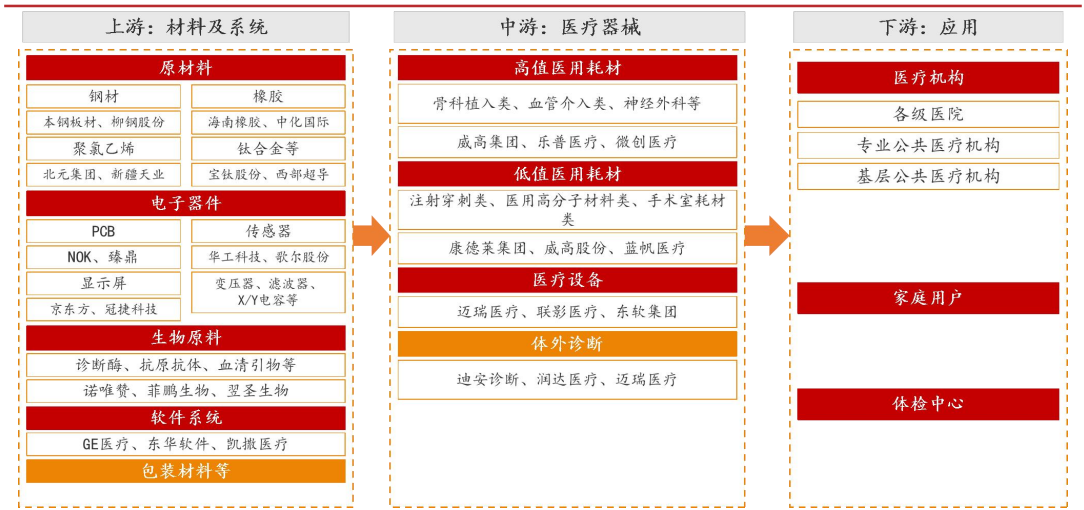 上游：材料及系统
原材料
钢材
橡胶
本钢板材、柳钢股份
海南橡胶、中化国际
聚氯乙烯
钛合金等
北元集团、新疆天业
宝钛股份、西部超导
电子器件
PCB
传感器
NOK、臻鼎
华工科技、歌尔股份
显示屏
变压器、滤波器、
X/Y电容等
京东方、冠捷科技
生物原料
诊断酶、抗原抗体、血清引物等
诺唯赞、菲鹏生物、翌圣生物
软件系统
GE医疗、东华软件、凯撒医疗
包装材料等
中游：医疗器械
高值医用耗材
骨科植入类、血管介入类、神经外科等
威高集团、乐普医疗、微创医疗
低值医用耗材
注射穿刺类、医用高分子材料类、手术室耗材
类
康德莱集团、威高股份、蓝帆医疗
医疗设备
迈瑞医疗、联影医疗、东软集团
体外诊断
迪安诊断、润达医疗、迈瑞医疗
下游：应用
医疗机构
各级医院
专业公共医疗机构
基层公共医疗机构
家庭用户
体检中心